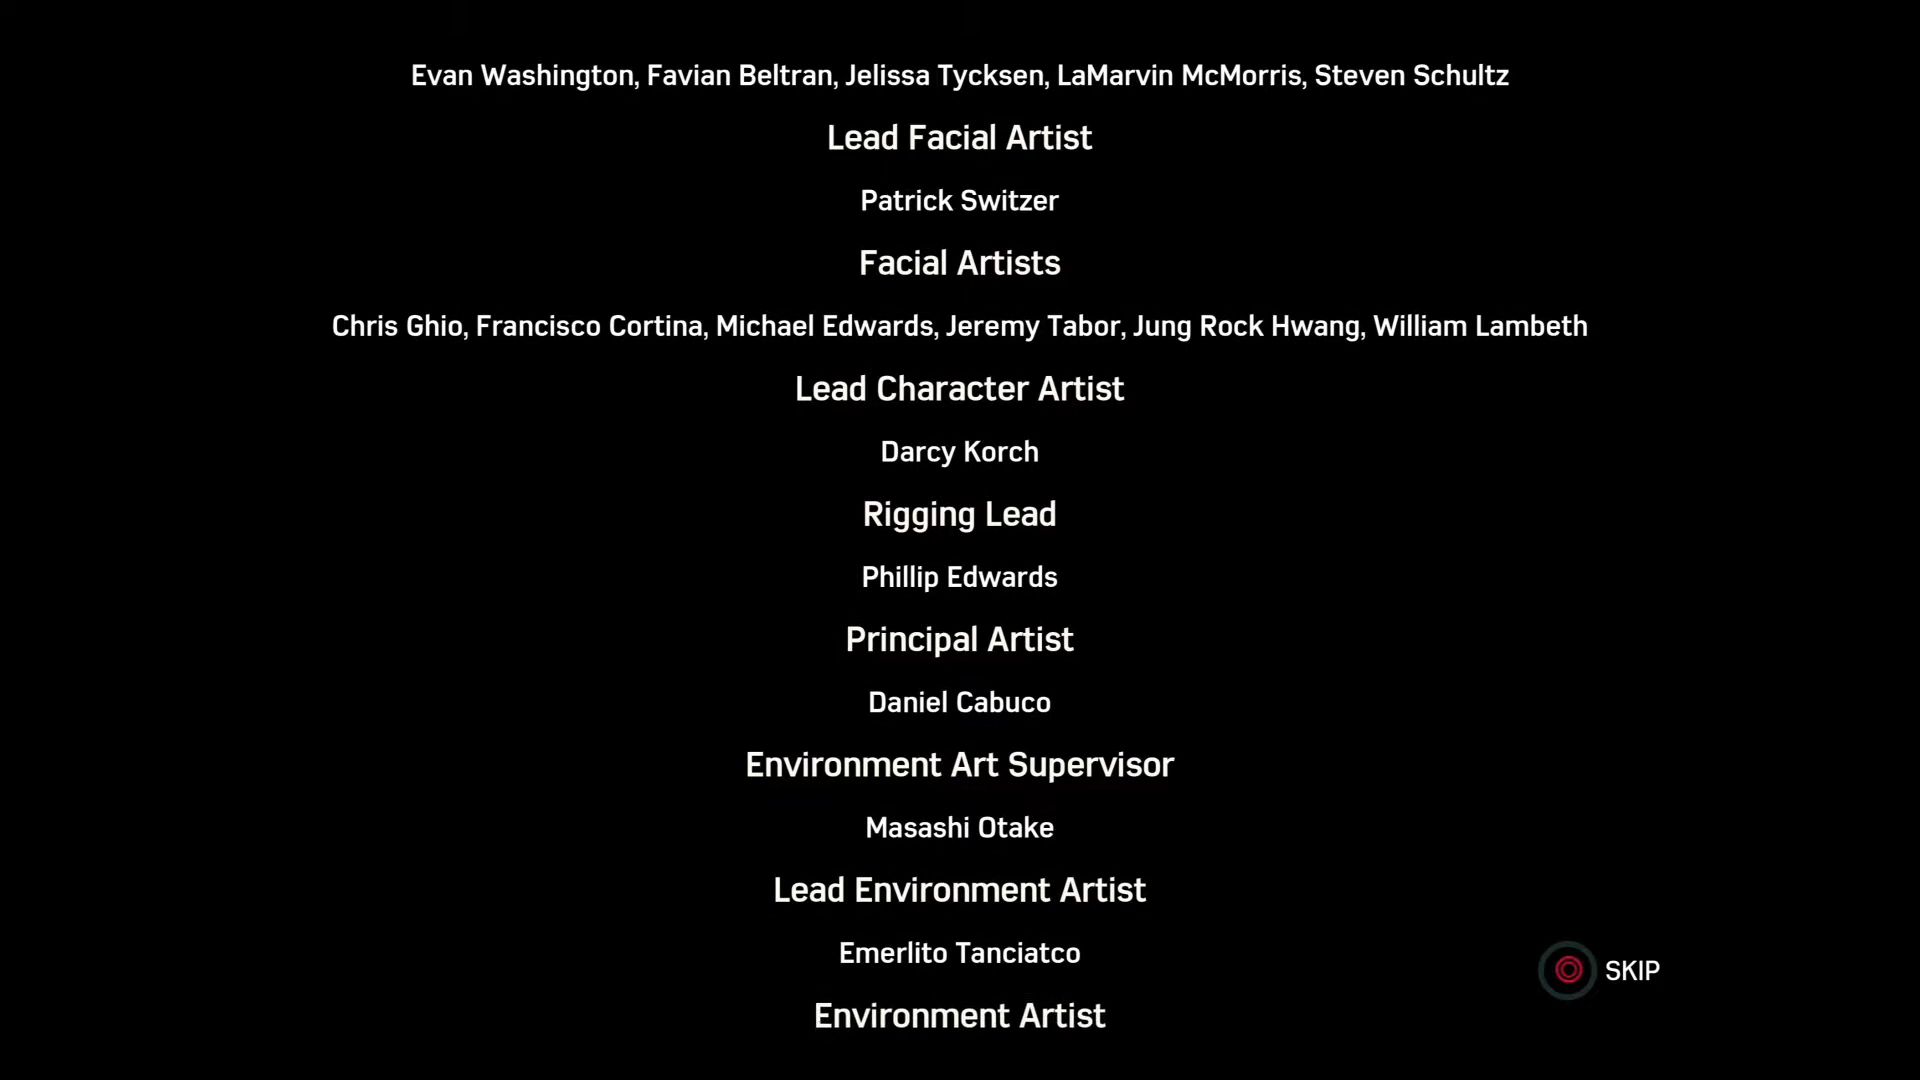 Evan Washington, Favian Beltran, Jelissa Tycksen, LaMarvin McMorris, Steven Schultz
Lead Facial Artist
Patrick Switzer
Facial Artists
Chris Ghio, Francisco Cortina, Michael Edwards, Jeremy Tabor, Jung Rock Hwang, William Lambeth
Lead Character Artist
Darcy Korch
Rigging Lead
Phillip Edwards
Principal Artist
Daniel Cabuco
Environment Art Supervisor
Masashi Otake
Lead Environment Artist
Emerlito Tanciatco
SKIP
Environment Artist